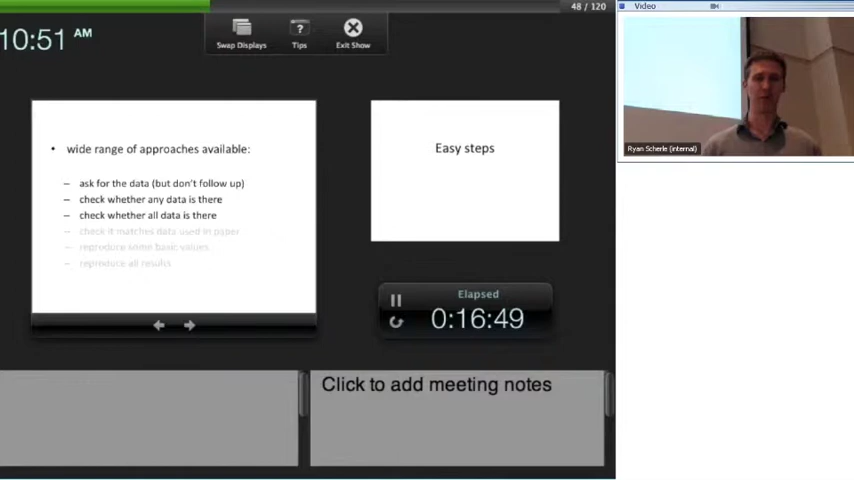 48 / 120
Video
10:51 AM
Swap Displays
Tips
Exit Show
• wide range of approaches available:
– ask for the data (but don't follow up)
– check whether any data is there
– check whether all data is there
– check it matches data used in paper
– reproduce some basic values
– reproduce all results
Easy steps
Ryan Scherle (internal)
Elapsed
0:16:49
Click to add meeting notes